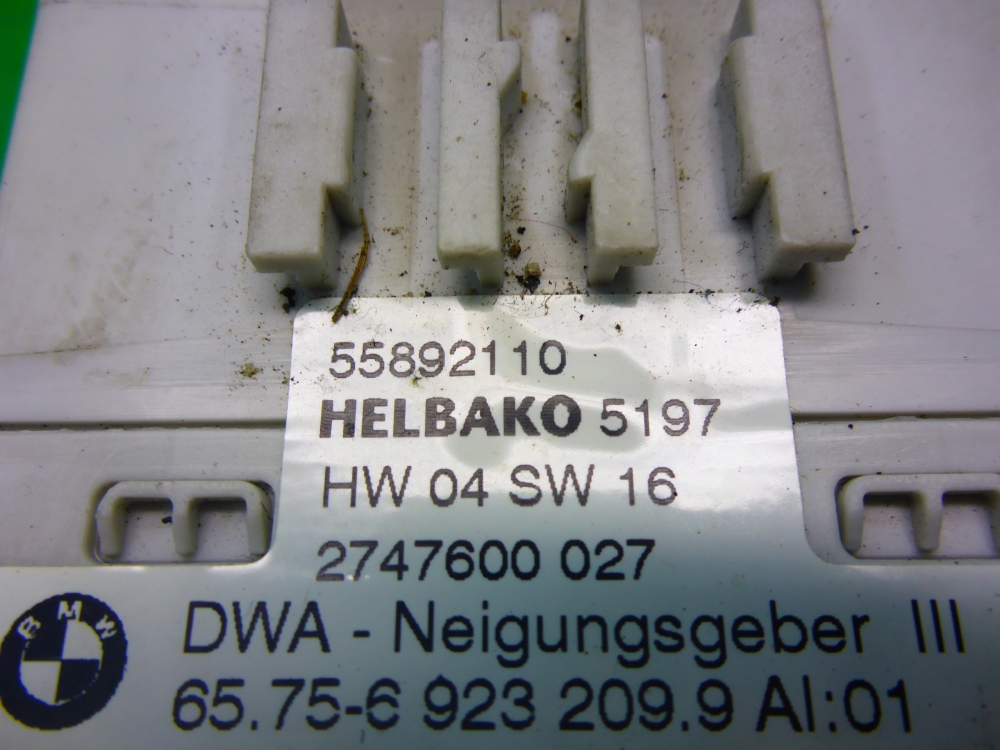 55892110
HELBAKO 5197
HW 04 SW 16
2747600 027
BMW
DWA - Neigungsgeber III
65.75-6 923 209.9 AI:01